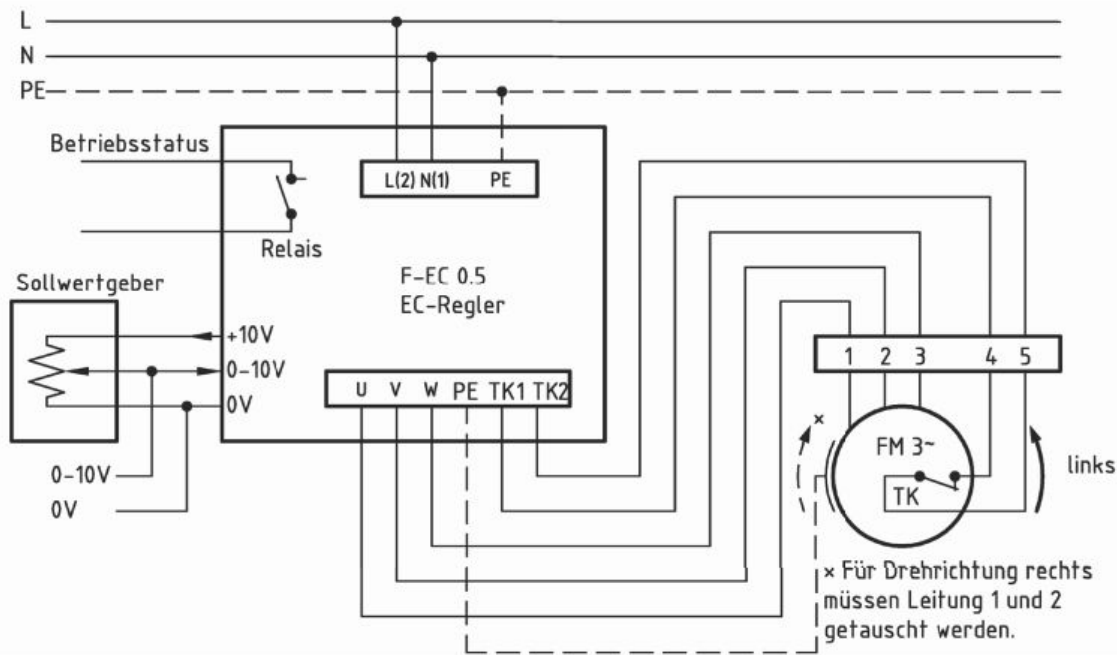 L
N
PE
Betriebsstatus
L(2) N(1) PE
Relais
F-EC 0.5
EC-Regler
Sollwertgeber
+10V
0-10V
0V
U V W PE TK1 TK2
1 2 3 4 5
0-10V
0V
×
FM 3~
TK
links
× Für Drehrichtung rechts
müssen Leitung 1 und 2
getauscht werden.